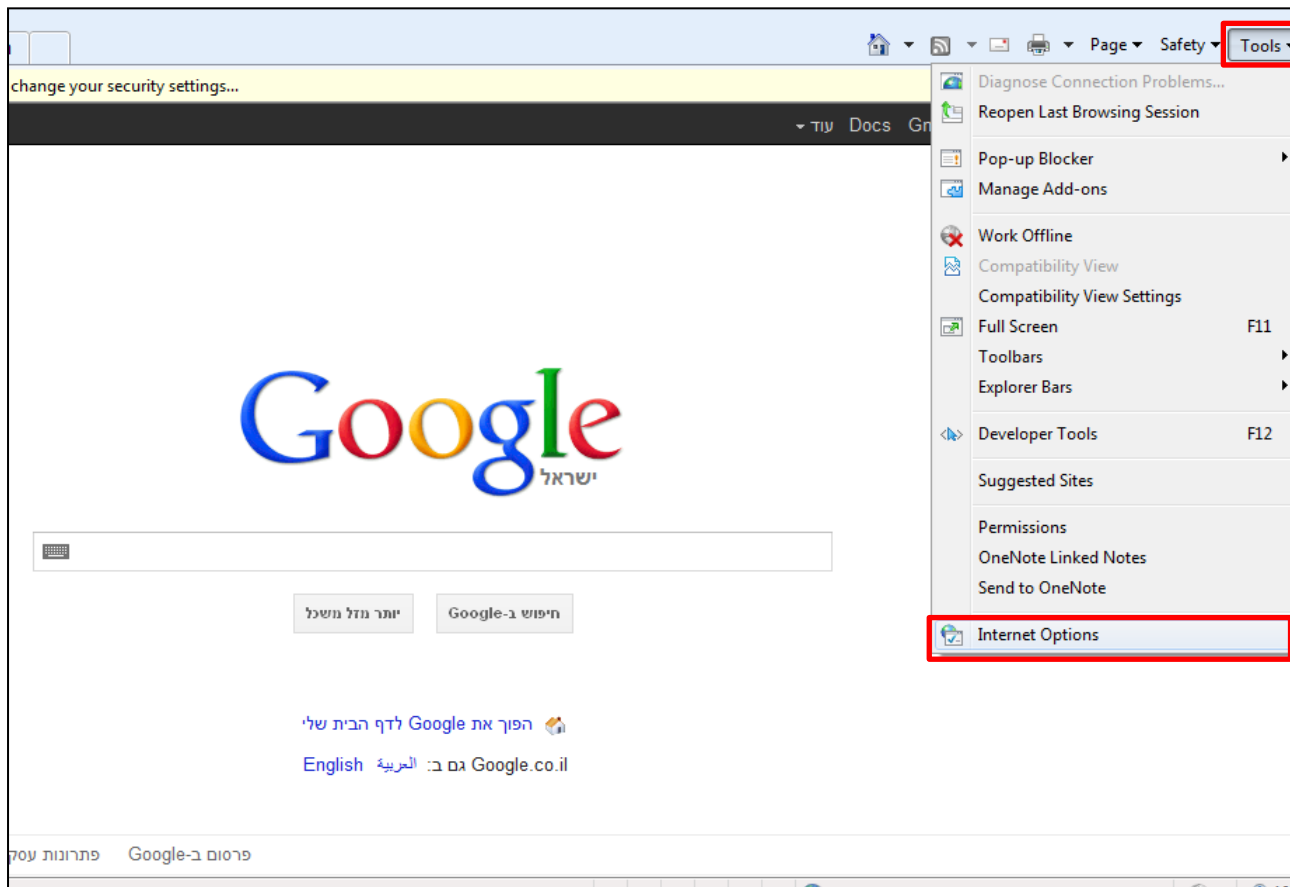 Page Safety Tools
change your security settings...
עוד Docs
Diagnose Connection Problems...
Reopen Last Browsing Session
Pop-up Blocker
Manage Add-ons
Work Offline
Compatibility View
Compatibility View Settings
Full Screen F11
Toolbars
Explorer Bars
Developer Tools F12
Suggested Sites
Permissions
OneNote Linked Notes
Send to OneNote
Internet Options
Google
ישראל
חיפוש ב-Google יותר מזל משכל
הפוך את Google לדף הבית שלי
Google.co.il גם ב: العربية English
פרסום ב-Google פתרונות